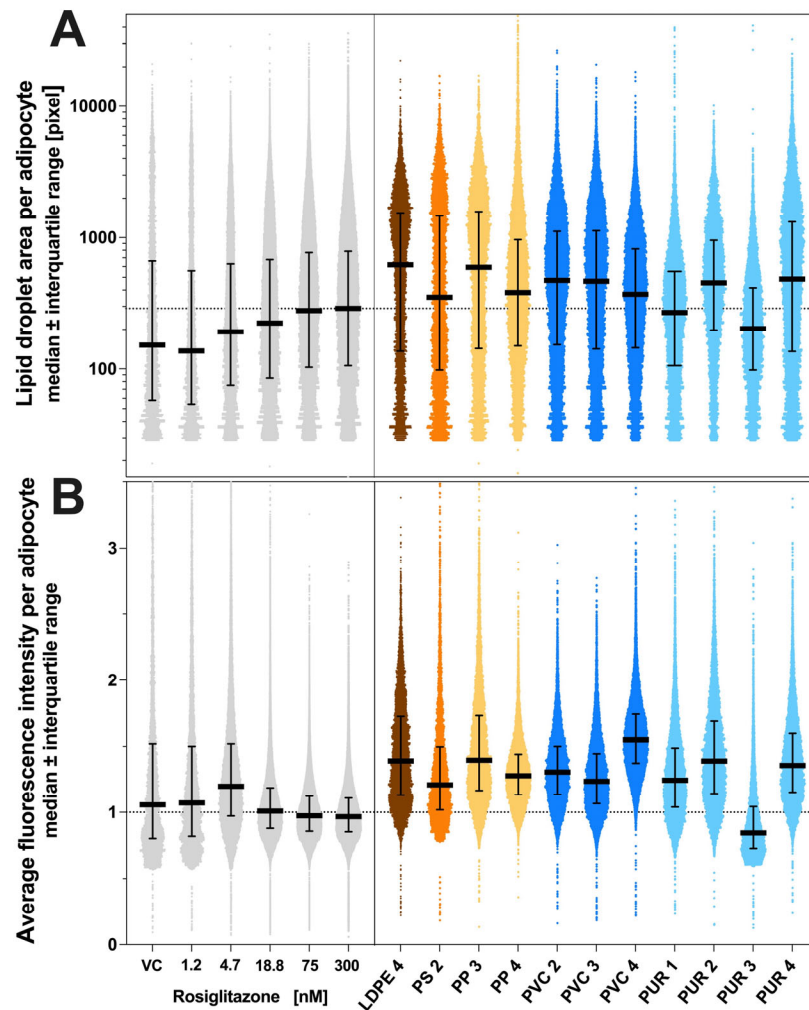 A
Lipid droplet area per adipocyte
median ± interquartile range [pixel]
10000
1000
100
B
Average fluorescence intensity per adipocyte
median ± interquartile range
3
2
1
0
VC 1.2 4.7 18.8 75 300
Rosiglitazone [nM]
LDPE 4 PS 2 PP 3 PP 4 PVC 2 PVC 3 PVC 4 PUR 1 PUR 2 PUR 3 PUR 4